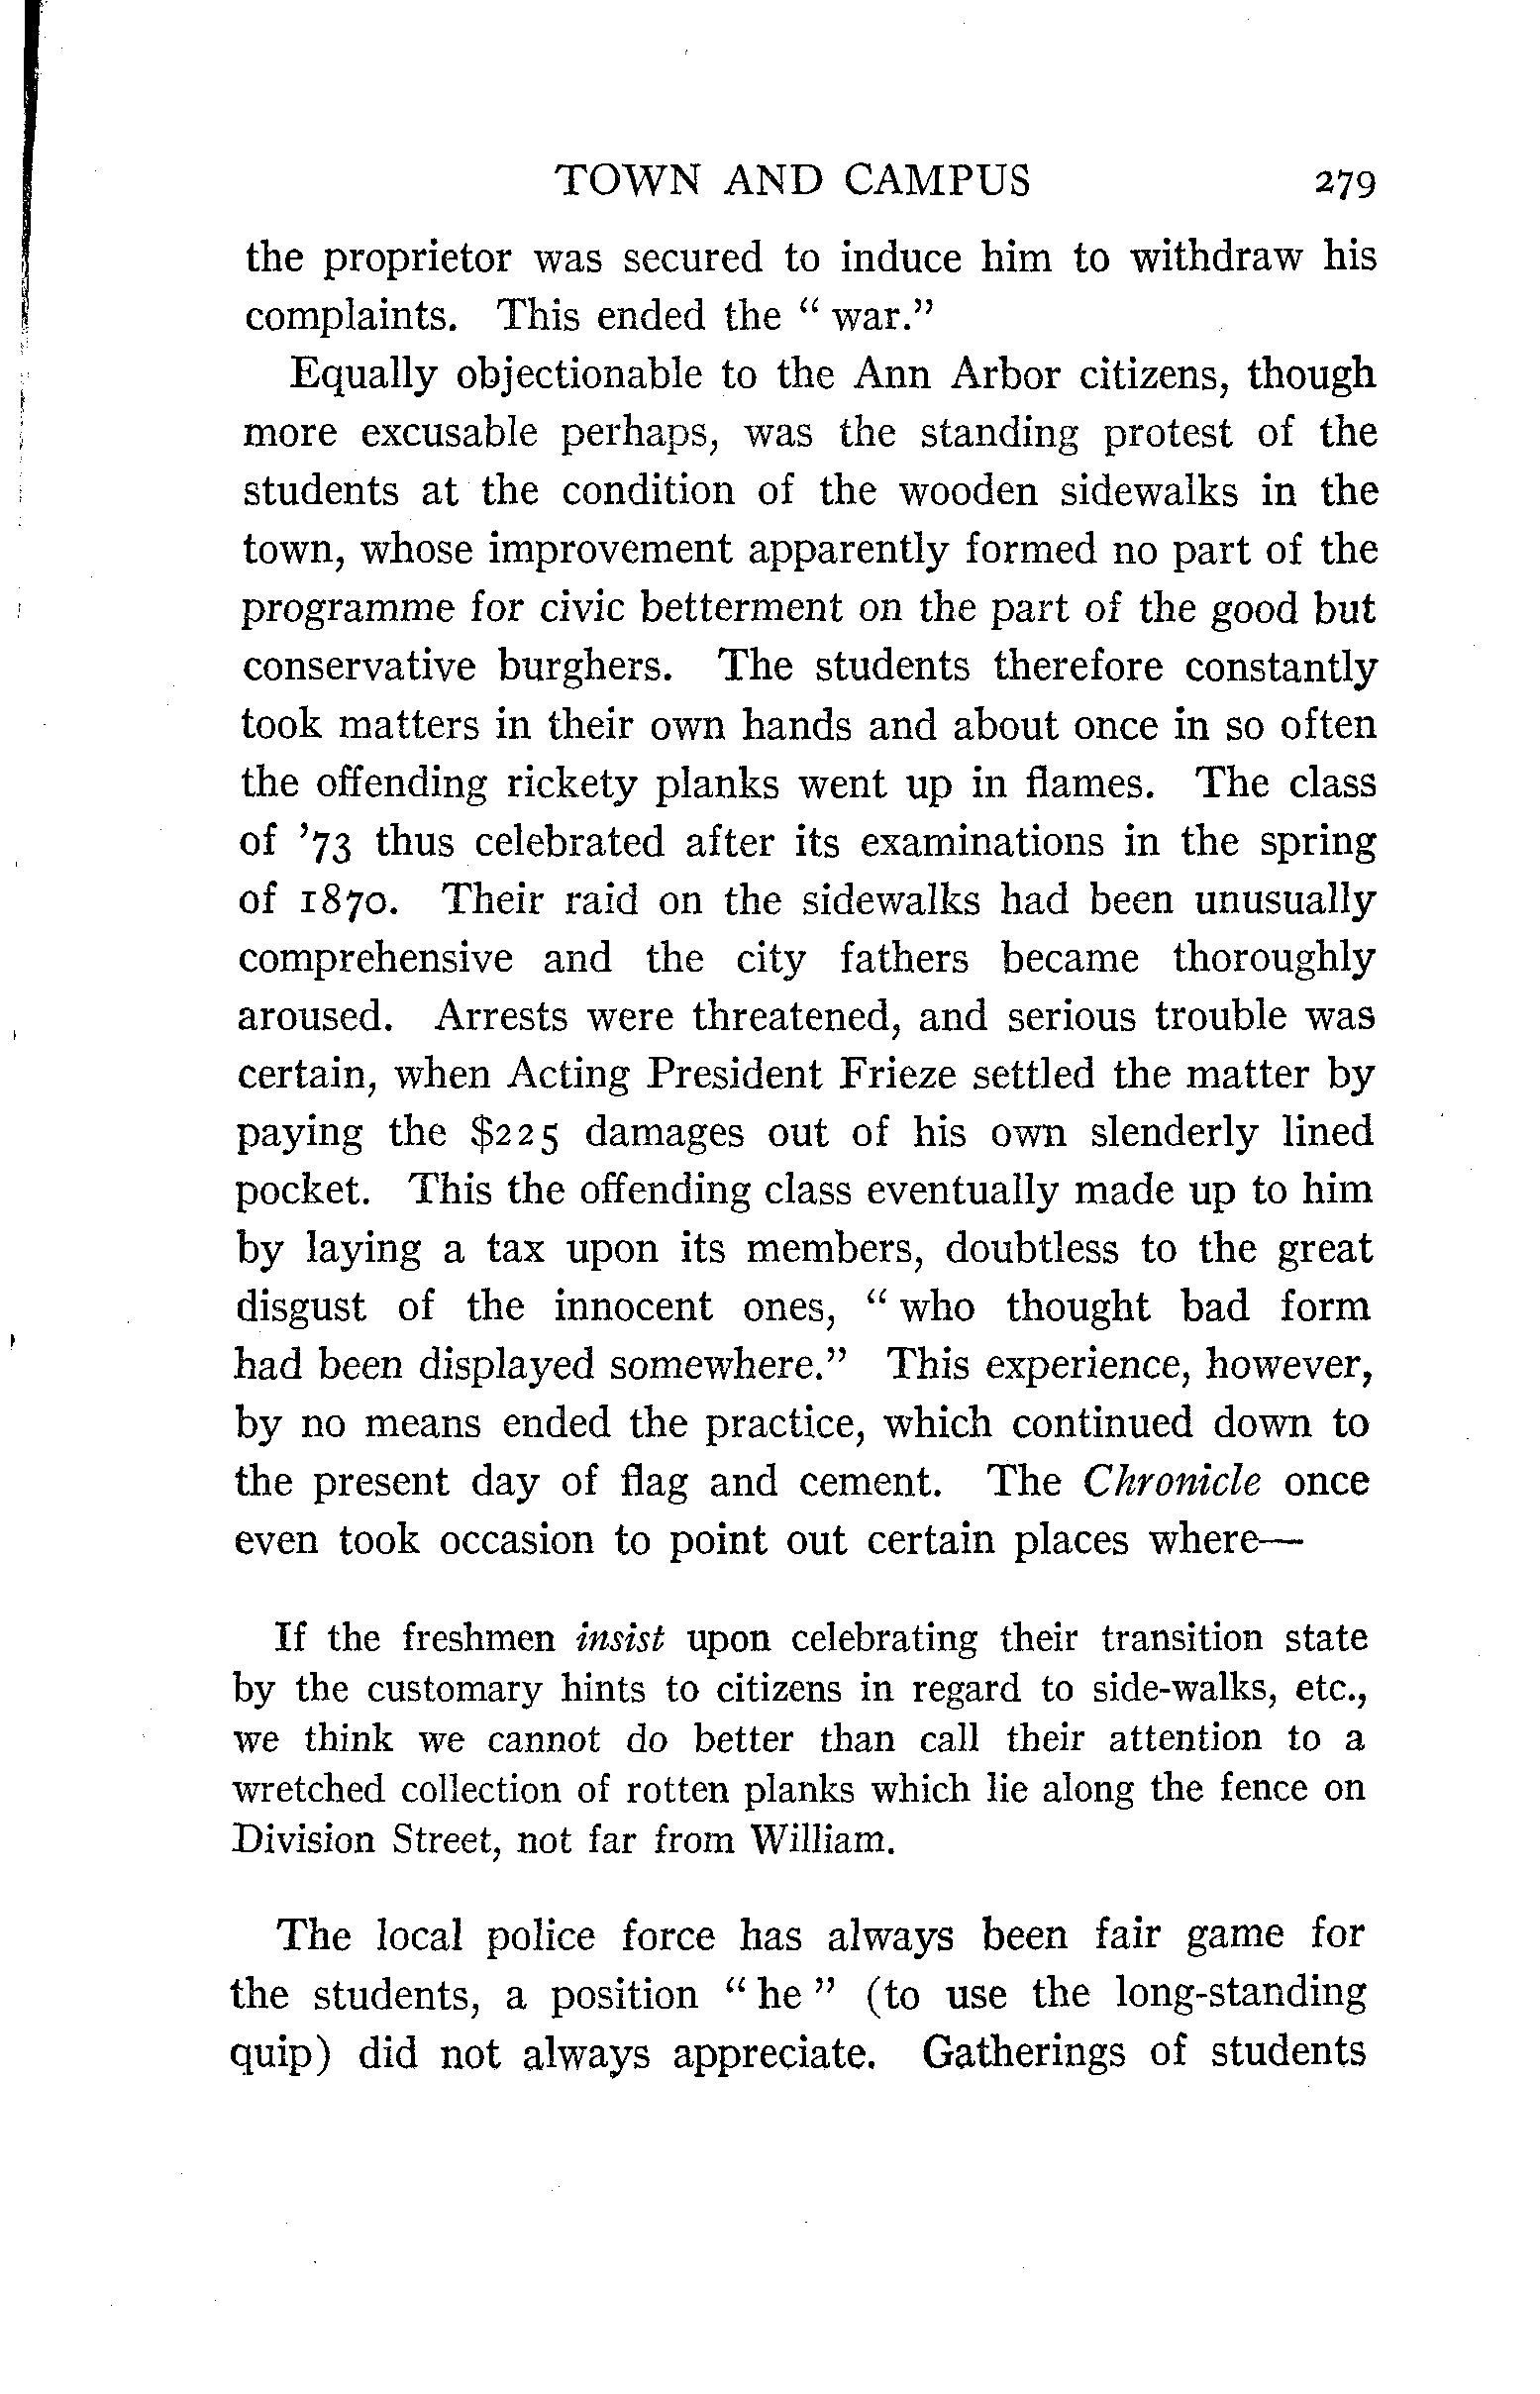 TOWN AND CAMPUS 279
the proprietor was secured to induce him to withdraw his
complaints. This ended the " war."
Equally objectionable to the Ann Arbor citizens, though
more excusable perhaps, was the standing protest of the
students at the condition of the wooden sidewalks in the
town, whose improvement apparently formed no part of the
programme for civic betterment on the part of the good but
conservative burghers. The students therefore constantly
took matters in their own hands and about once in so often
the offending rickety planks went up in flames. The class
of '73 thus celebrated after its examinations in the spring
of 1870. Their raid on the sidewalks had been unusually
comprehensive and the city fathers became thoroughly
aroused. Arrests were threatened, and serious trouble was
certain, when Acting President Frieze settled the matter by
paying the $225 damages out of his own slenderly lined
pocket. This the offending class eventually made up to him
by laying a tax upon its members, doubtless to the great
disgust of the innocent ones, " who thought bad form
had been displayed somewhere." This experience, however,
by no means ended the practice, which continued down to
the present day of flag and cement. The Chronicle once
even took occasion to point out certain places where—
If the freshmen insist upon celebrating their transition state
by the customary hints to citizens in regard to side-walks, etc.,
we think we cannot do better than call their attention to a
wretched collection of rotten planks which lie along the fence on
Division Street, not far from William.
The local police force has always been fair game for
the students, a position " he " (to use the long-standing
quip) did not always appreciate. Gatherings of students